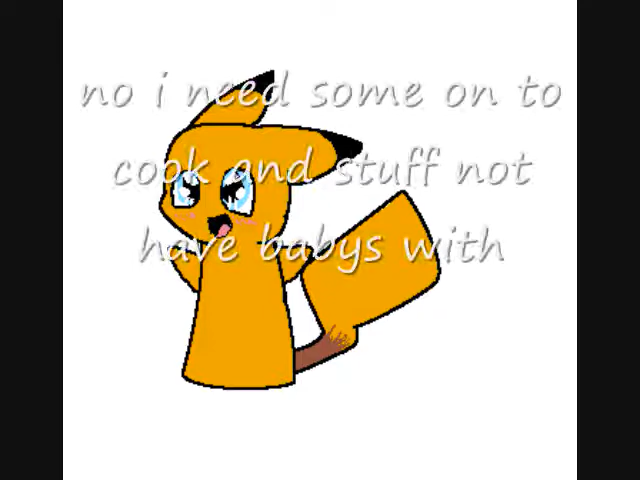 no i need some on to
cook and stuff not
have babys with